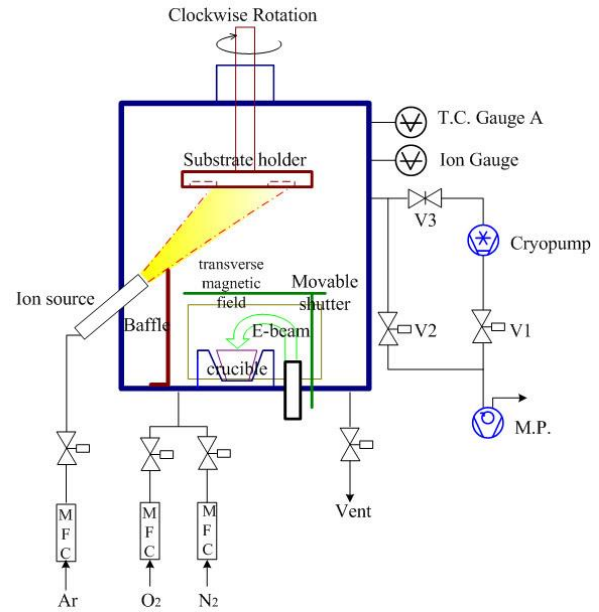 Clockwise Rotation
T.C. Gauge A
Substrate holder
Ion Gauge
V3
Cryopump
transverse
magnetic
field
Movable
shutter
Ion source
Baffle
E-beam
V2
V1
crucible
M.P.
Vent
MFC
MFC
MFC
Ar
O2
N2